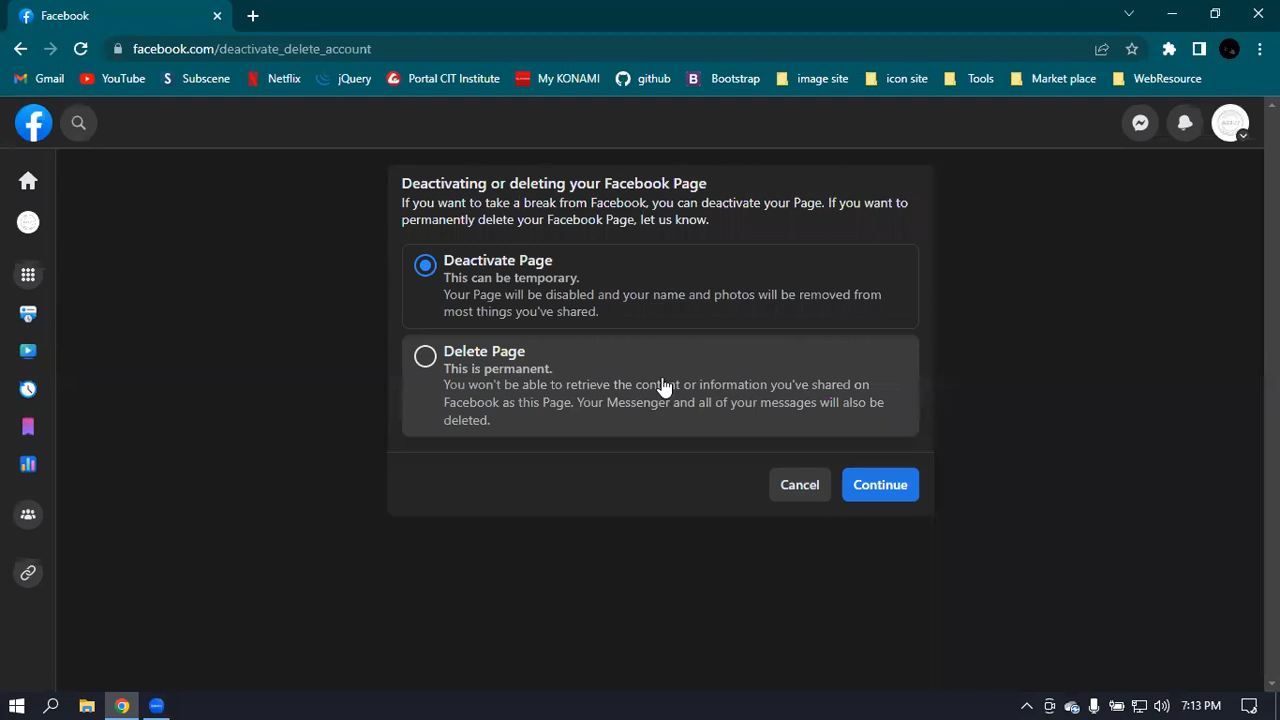 Facebook
facebook.com/deactivate_delete_account
Gmail YouTube Subscene Netflix jQuery Portal CIT Institute My KONAMI github Bootstrap image site icon site Tools Market place WebResource
Deactivating or deleting your Facebook Page
If you want to take a break from Facebook, you can deactivate your Page. If you want to
permanently delete your Facebook Page, let us know.
Deactivate Page
This can be temporary.
Your Page will be disabled and your name and photos will be removed from
most things you've shared.
Delete Page
This is permanent.
You won't be able to retrieve the content or information you've shared on
Facebook as this Page. Your Messenger and all of your messages will also be
deleted.
Cancel Continue
7:13 PM